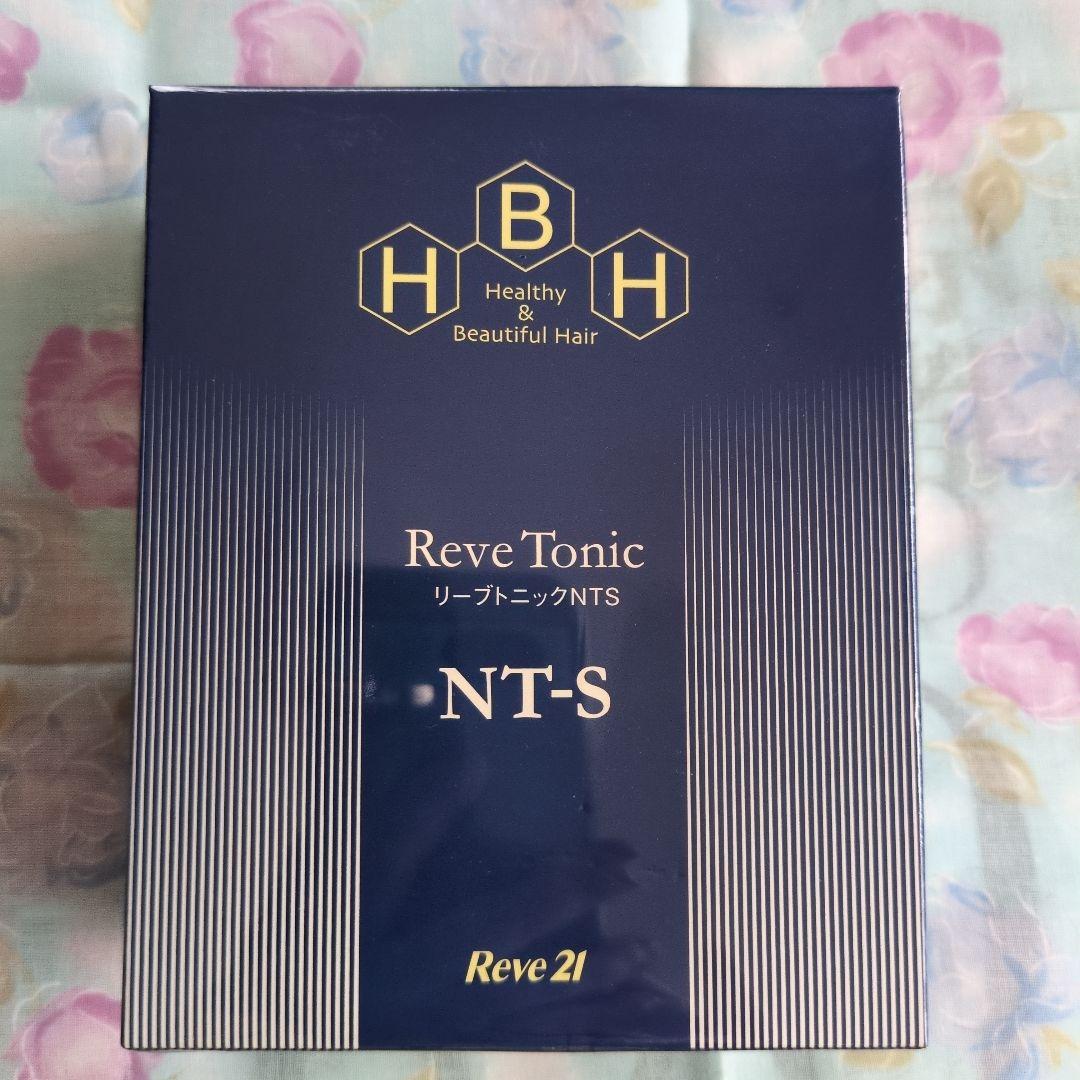 B
H H
Healthy
&
Beautiful Hair
Reve Tonic
リーブトニックNTS
NT-S
Reve 21